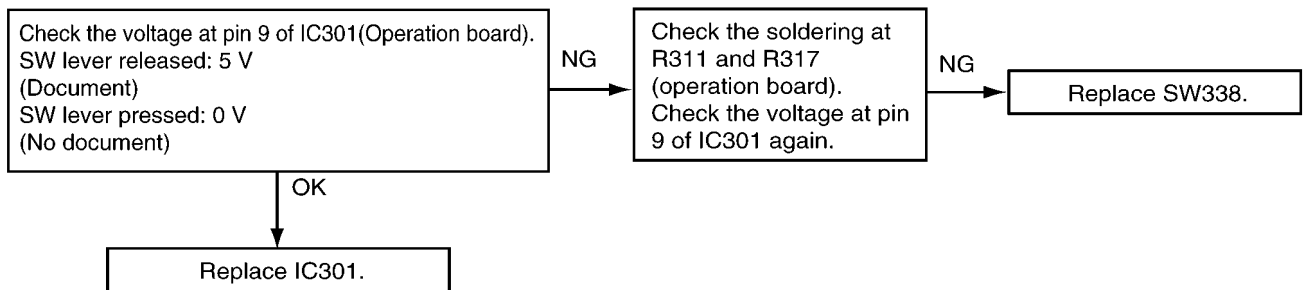 Check the voltage at pin 9 of IC301(Operation board).
SW lever released: 5 V
(Document)
SW lever pressed: 0 V
(No document)
NG
Check the soldering at
R311 and R317
(operation board).
Check the voltage at pin
9 of IC301 again.
NG
Replace SW338.
OK
Replace IC301.